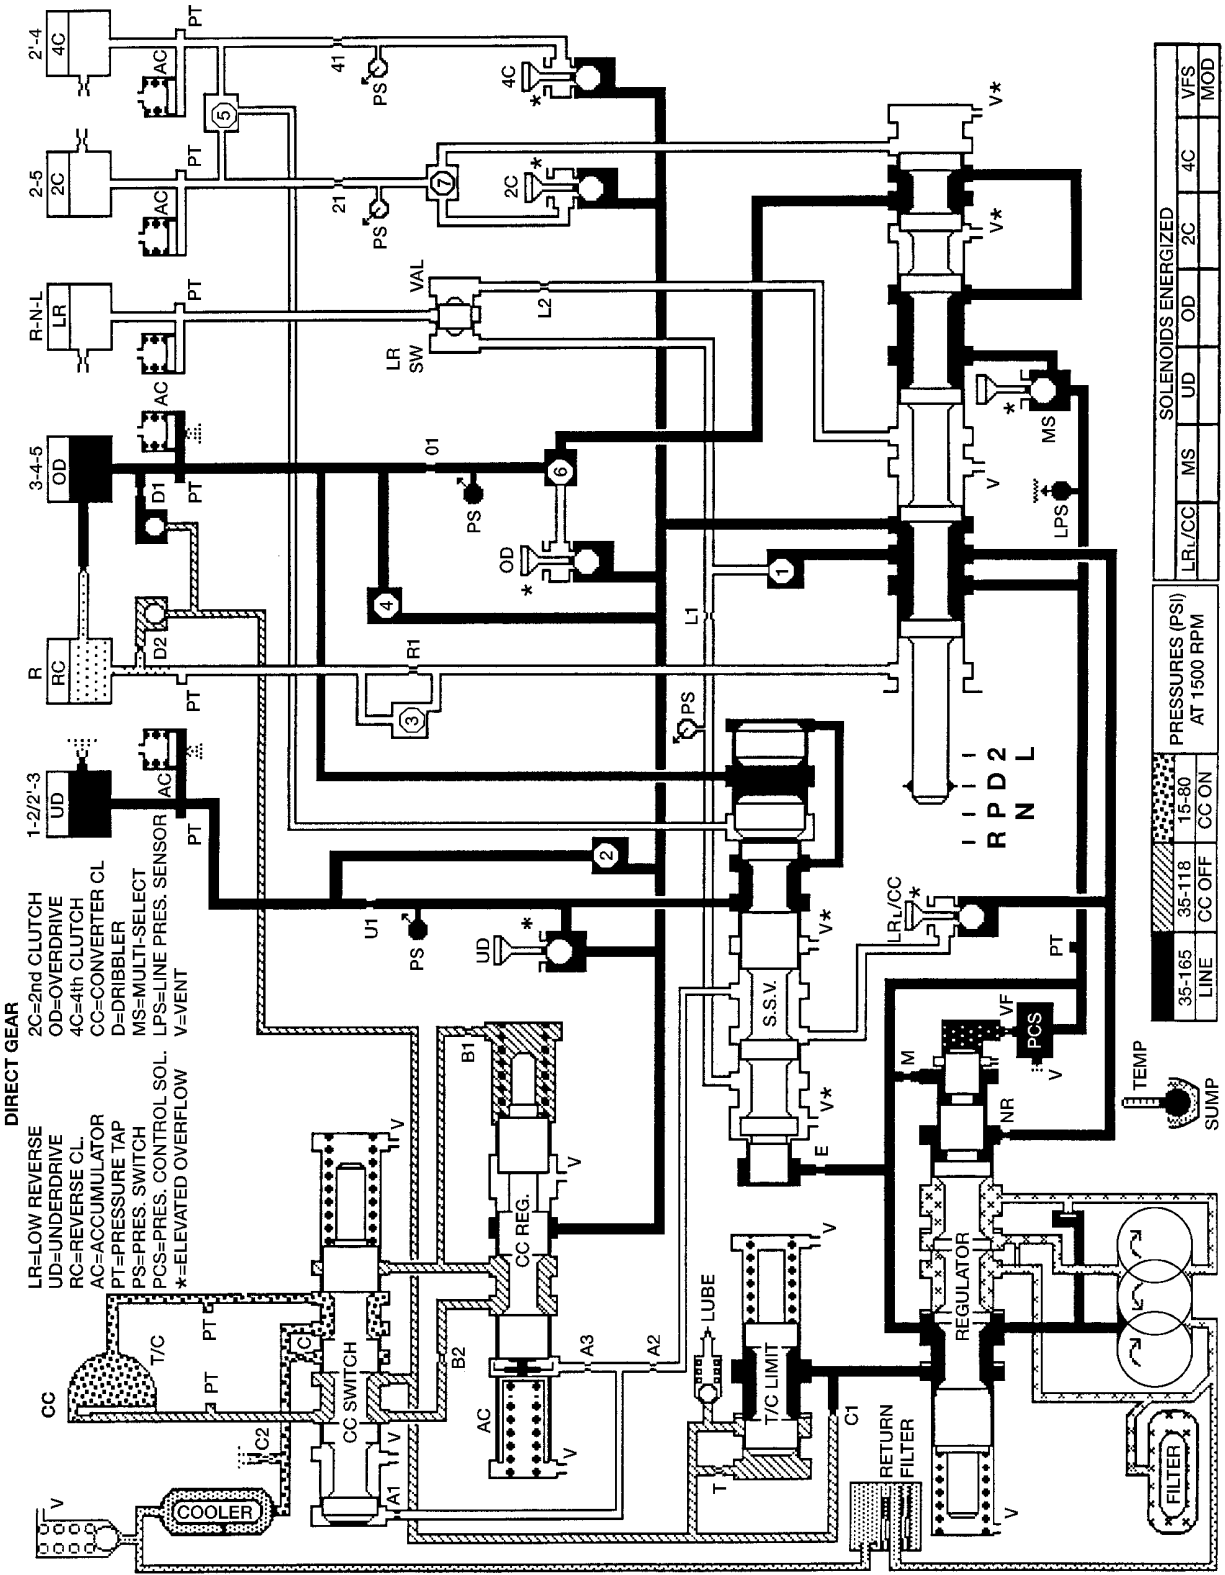 DIRECT GEAR
LR=LOW REVERSE
UD=UNDERDRIVE
RC=REVERSE CL.
AC=ACCUMULATOR
PT=PRESSURE TAP
PS=PRES. SWITCH
PCS=PRES. CONTROL SOL.
*=ELEVATED OVERFLOW
2C=2nd CLUTCH
OD=OVERDRIVE
4C=4th CLUTCH
CC=CONVERTER CL
D=DRIBBLER
MS=MULTI-SELECT
LPS=LINE PRES. SENSOR
V=VENT
1-2/2'-3
UD
R
RC
3-4-5
OD
R-N-L
LR
2-5
2C
2'-4
4C
AC
PT
PT
D2
D1
AC
PT
AC
PT
AC
PT
AC
PT
CC
T/C
PT
PT
V
COOLER
C2
C
CC SWITCH
V
V
A1
B1
B2
CC REG.
V
AC
V
A3
A2
U1
PS
UD
*
2
3
R1
4
O1
PS
OD
*
6
L1
PS
1
LR
SW
VAL
L2
21
PS
7
2C
*
5
41
PS
4C
*
LUBE
T
T/C LIMIT
V
C1
E
S.S.V.
V*
V*
LRL/CC
*
R P D 2
N L
V
V*
V*
MS
*
LPS
PT
RETURN
FILTER
REGULATOR
V
M
NR
VF
PCS
V
FILTER
TEMP
SUMP
35-165
LINE
35-118
CC OFF
15-80
CC ON
PRESSURES (PSI)
AT 1500 RPM
SOLENOIDS ENERGIZED
LRL/CC
MS
UD
OD
2C
4C
VFS
MOD